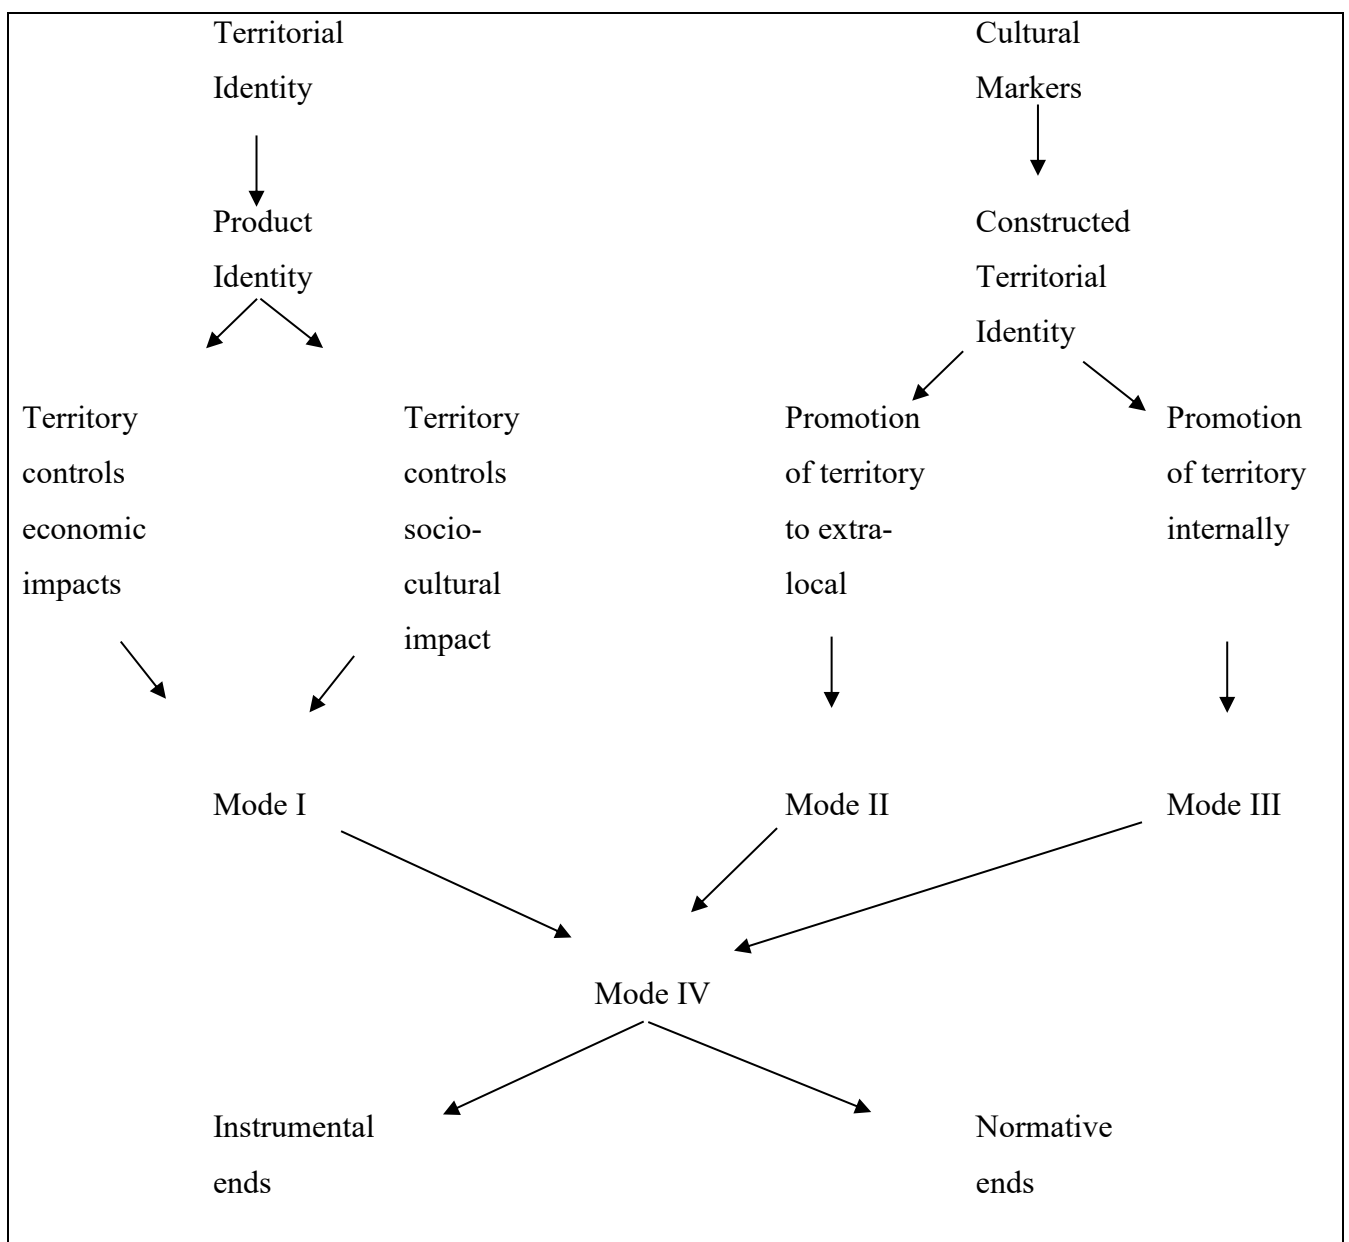 Territorial
Identity
Cultural
Markers
Product
Identity
Constructed
Territorial
Identity
Territory
controls
economic
impacts
Territory
controls
socio-
cultural
impact
Promotion
of territory
to extra-
local
Promotion
of territory
internally
Mode I
Mode II
Mode III
Mode IV
Instrumental
ends
Normative
ends